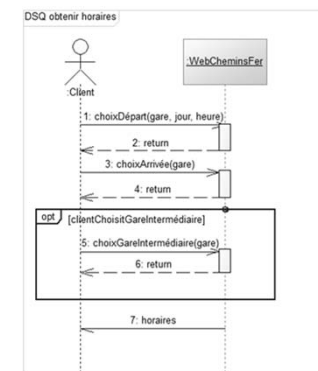 DSQ obtenir horaires
:WebCheminsFer
:Client
1: choixDépart(gare, jour, heure)
2: return
3: choixArrivée(gare)
4: return
opt
[clientChoisitGareIntermédiaire]
5: choixGareIntermédiaire(gare)
6: return
7: horaires